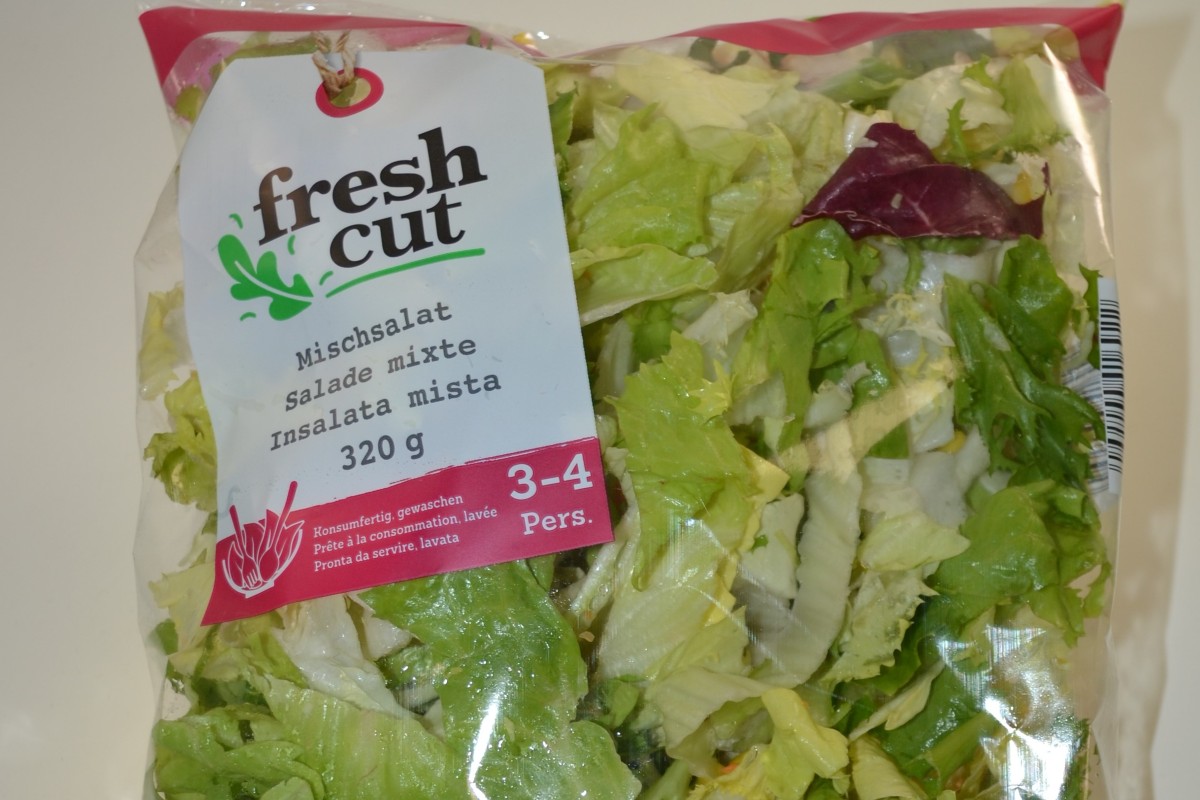 fresh
cut
Mischsalat
Salade mixte
Insalata mista
320 g
3-4
Pers.
Konsumfertig, gewaschen
Prête à la consommation, lavée
Pronta da servire, lavata